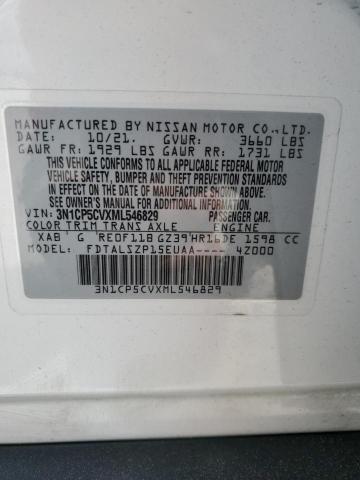 MANUFACTURED BY NISSAN MOTOR CO.,LTD.
DATE: 10/21. GVWR: 3660 LBS
GAWR FR: 1929 LBS GAWR RR: 1731 LBS
THIS VEHICLE CONFORMS TO ALL APPLICABLE FEDERAL MOTOR
VEHICLE SAFETY, BUMPER AND THEFT PREVENTION STANDARDS
IN EFFECT ON THE DATE OF MANUFACTURE SHOWN ABOVE.
SEE OWNERS MANUAL FOR ADDITIONAL INFORMATION.
VIN: 3N1CP5CVXML546829 PASSENGER CAR.
COLOR TRIM TRANS AXLE ENGINE
XAB G RE0F11B GZ39 HR16DE 1598 CC
MODEL: FDTALSZP15EUAA---- 4Z000
3N1CP5CVXML546829